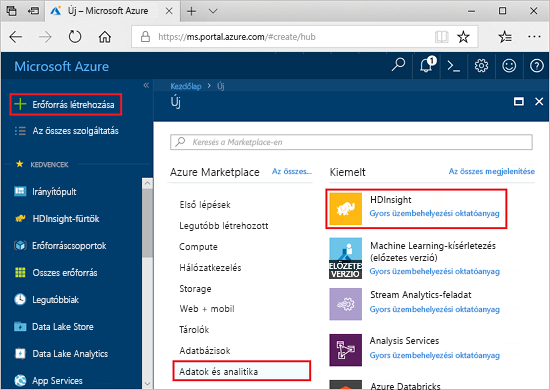 Új – Microsoft Azure
https://ms.portal.azure.com/#create/hub
Microsoft Azure
1
Erőforrás létrehozása
Az összes szolgáltatás
KEDVENCEK
Irányítópult
HDInsight-fürtök
Erőforráscsoportok
Összes erőforrás
Legutóbbiak
Data Lake Store
Data Lake Analytics
App Services
Kezdőlap > Új
Új
Keresés a Marketplace-en
Azure Marketplace Az összes...
Első lépések
Legutóbb létrehozott
Compute
Hálózatkezelés
Storage
Web + mobil
Tárolók
Adatbázisok
Adatok és analitika
Kiemelt Az összes megjelenítése
HDInsight
Gyors üzembehelyezési oktatóanyag
ELŐZETES VERZIÓ
Machine Learning-kísérletezés
(előzetes verzió)
Gyors üzembehelyezési oktatóanyag
Stream Analytics-feladat
Gyors üzembehelyezési oktatóanyag
Analysis Services
Gyors üzembehelyezési oktatóanyag
Azure Databricks